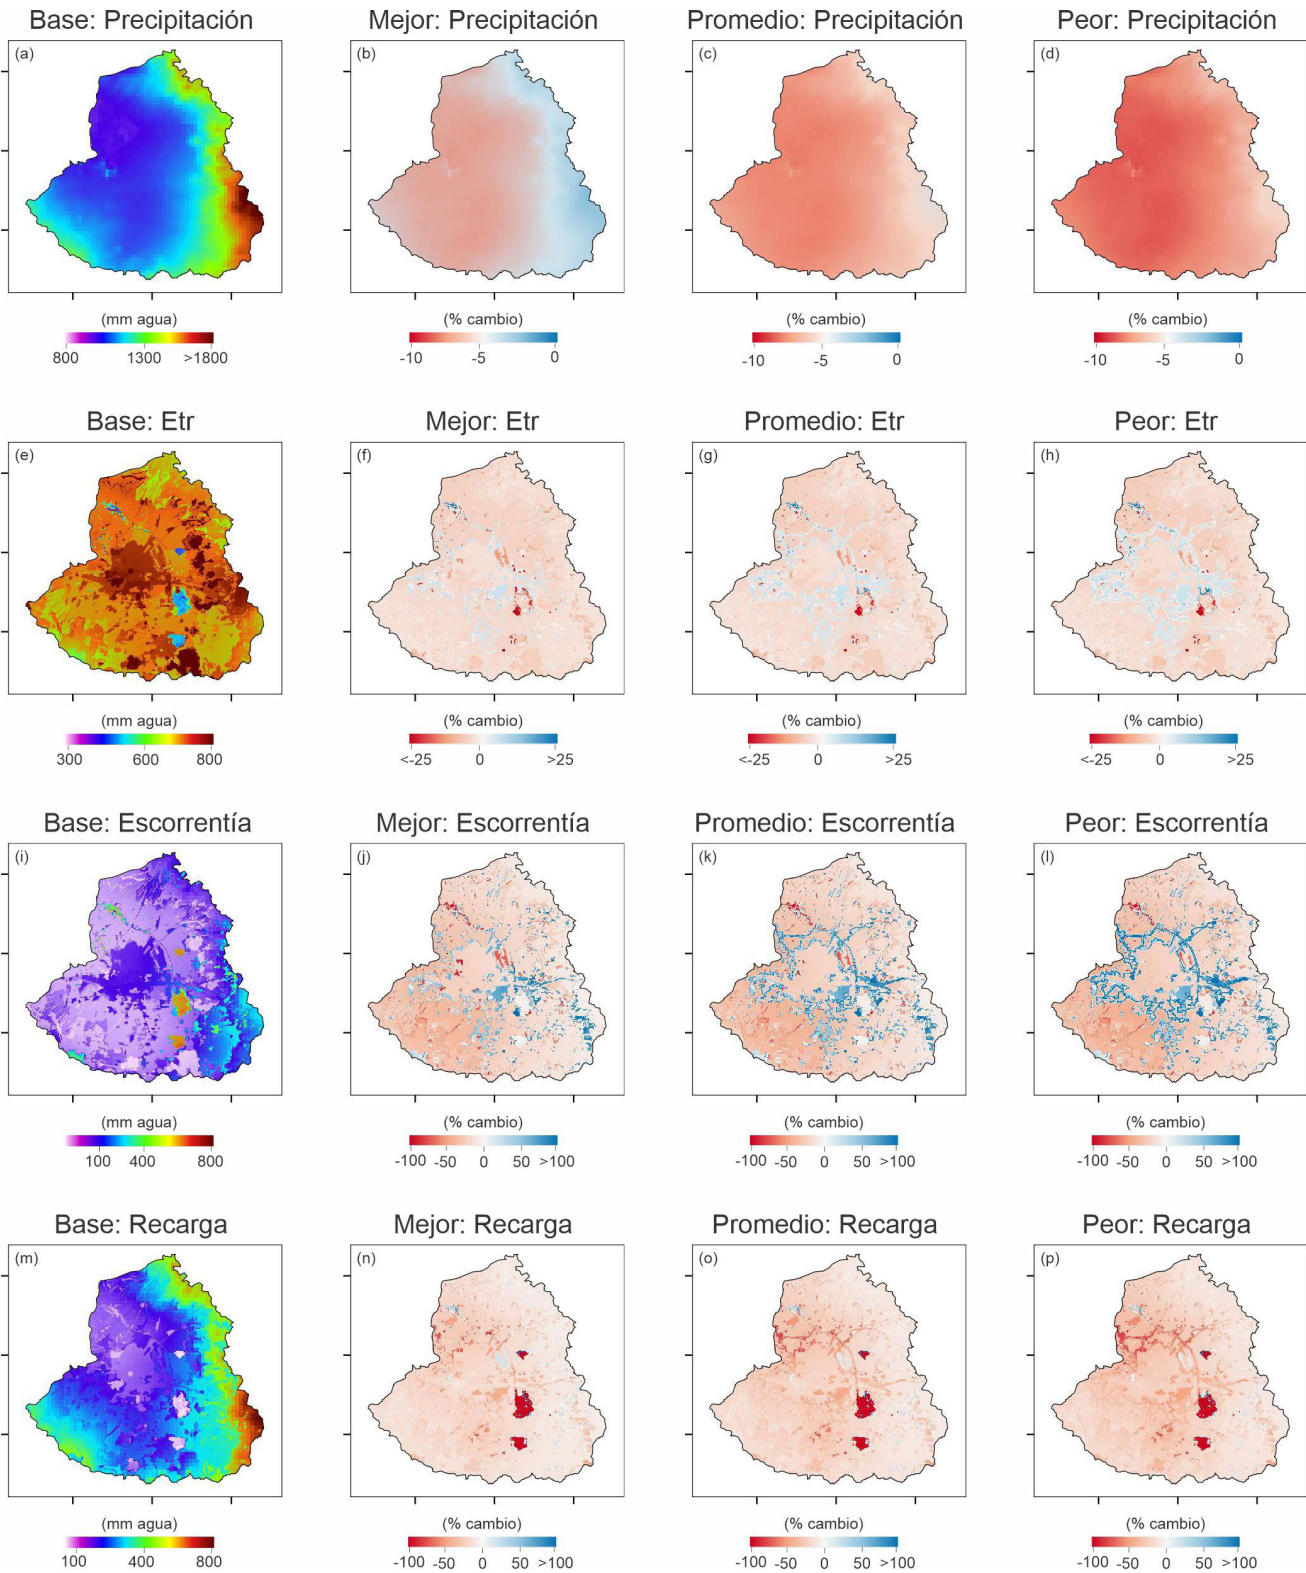 Base: Precipitación Mejor: Precipitación Promedio: Precipitación Peor: Precipitación
(a) (b) (c) (d)
(mm agua) (% cambio) (% cambio) (% cambio)
800 1300 >1800 -10 -5 0 -10 -5 0 -10 -5 0
Base: Etr Mejor: Etr Promedio: Etr Peor: Etr
(e) (f) (g) (h)
(mm agua) (% cambio) (% cambio) (% cambio)
300 600 800 <-25 0 >25 <-25 0 >25 <-25 0 >25
Base: Escorrentía Mejor: Escorrentía Promedio: Escorrentía Peor: Escorrentía
(i) (j) (k) (l)
(mm agua) (% cambio) (% cambio) (% cambio)
100 400 800 -100 -50 0 50 >100 -100 -50 0 50 >100 -100 -50 0 50 >100
Base: Recarga Mejor: Recarga Promedio: Recarga Peor: Recarga
(m) (n) (o) (p)
(mm agua) (% cambio) (% cambio) (% cambio)
100 400 800 -100 -50 0 50 >100 -100 -50 0 50 >100 -100 -50 0 50 >100